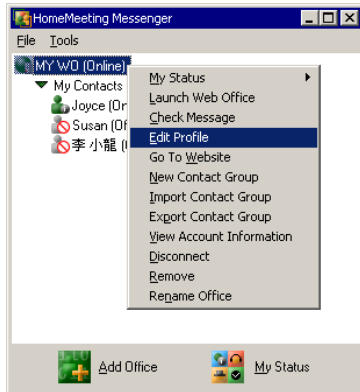 HomeMeeting Messenger
File Tools
MY WO (Online)
My Contacts
Joyce (On
Susan (Of
李 小龍 (
My Status
Launch Web Office
Check Message
Edit Profile
Go To Website
New Contact Group
Import Contact Group
Export Contact Group
View Account Information
Disconnect
Remove
Rename Office
Add Office
My Status